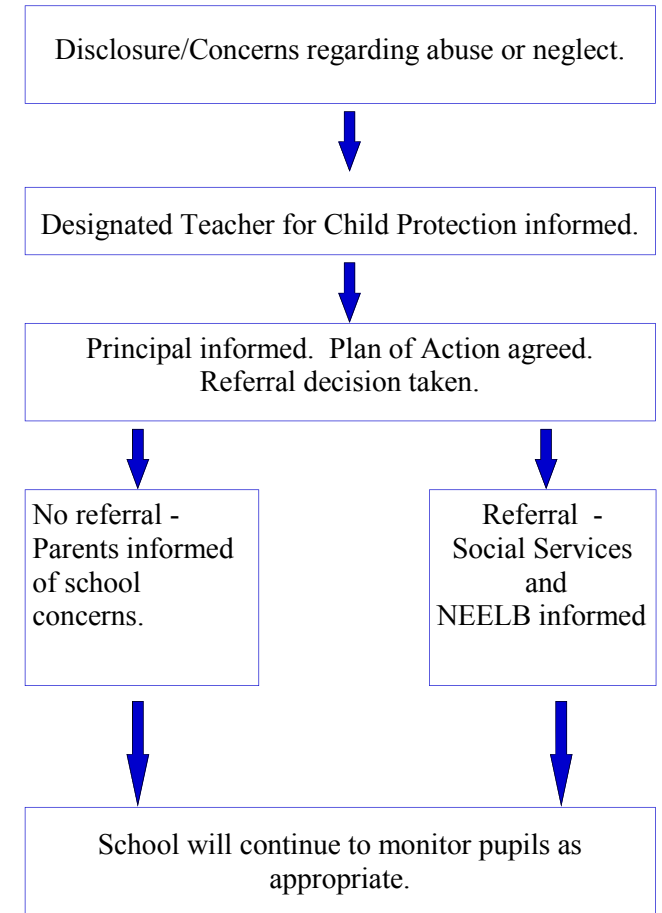 Disclosure/Concerns regarding abuse or neglect.
Designated Teacher for Child Protection informed.
Principal informed.  Plan of Action agreed.
Referral decision taken.
No referral -
Parents informed
of school
concerns.
Referral  -
Social Services
and
NEELB informed
School will continue to monitor pupils as
appropriate.